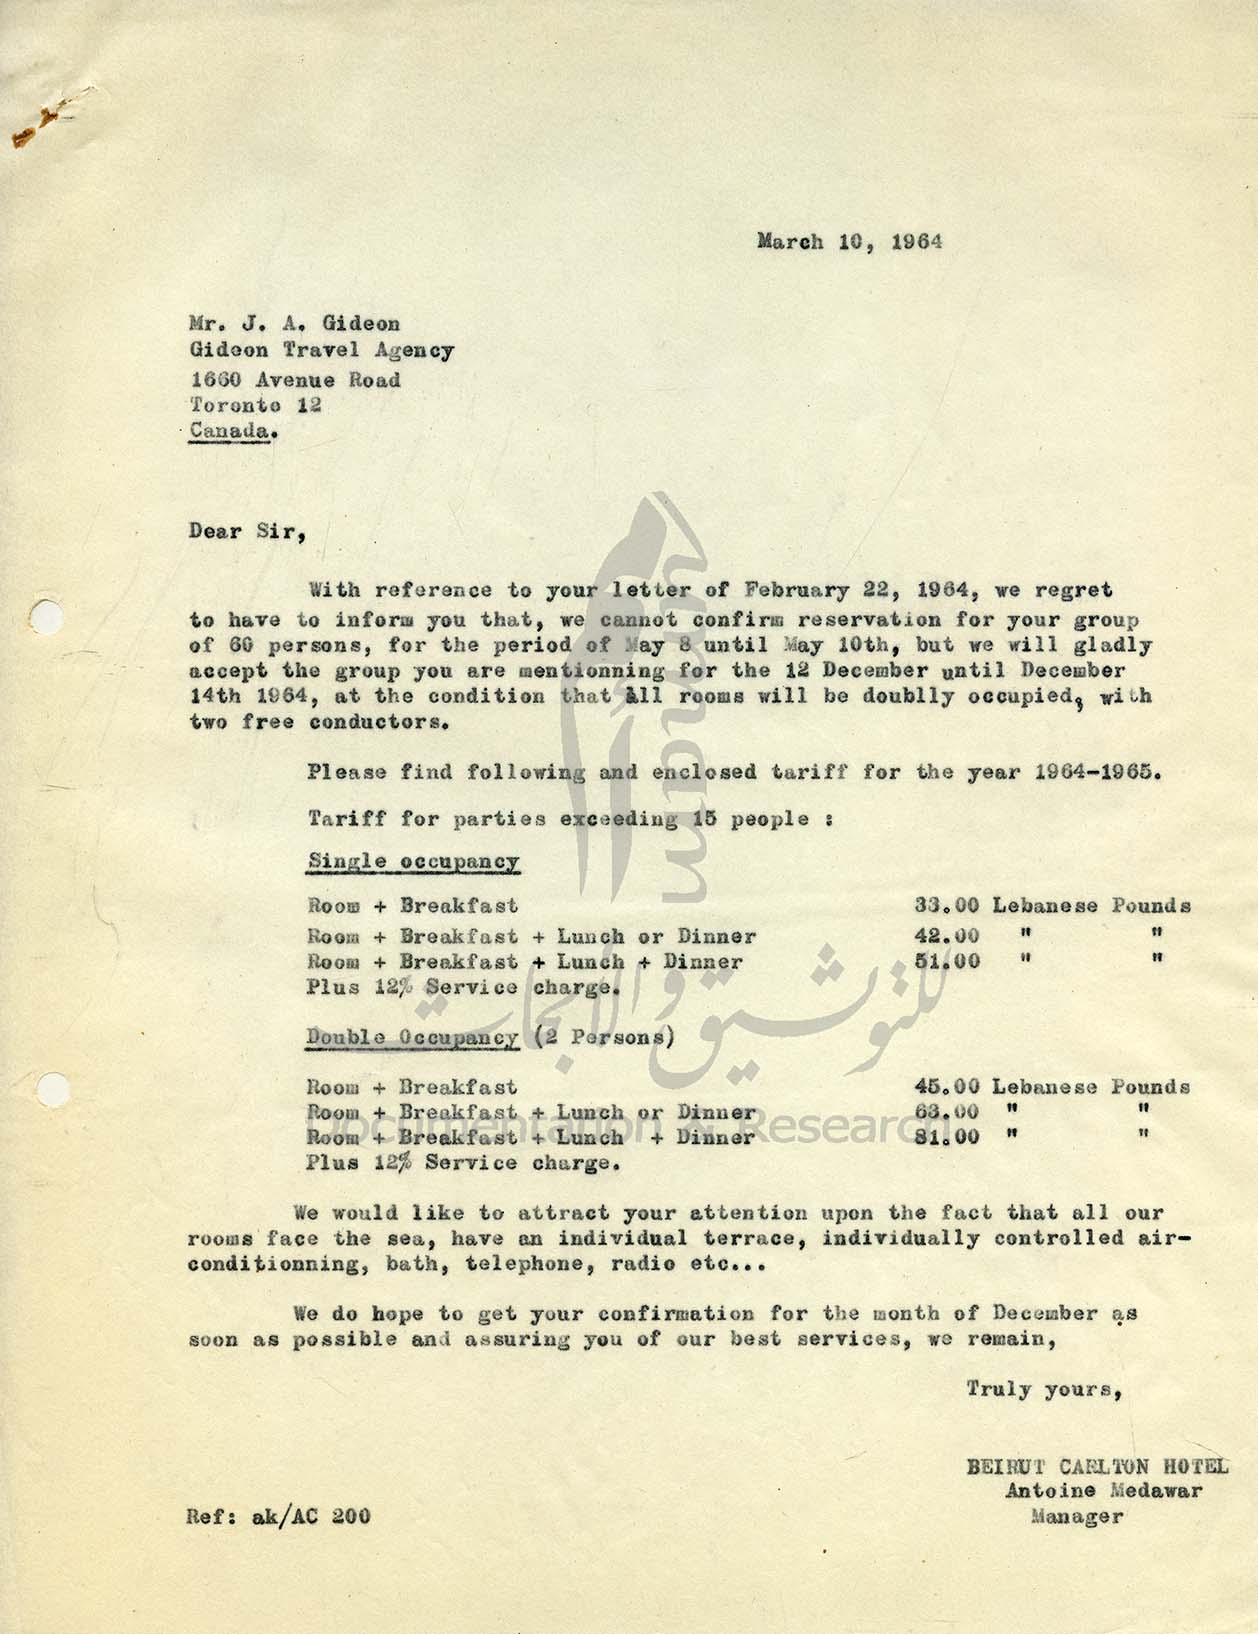 March 10, 1964
Mr. J. A. Gideon
Gideon Travel Agency
1660 Avenue Road
Toronto 12
Canada.
Dear Sir,
With reference to your letter of February 22, 1964, we regret
to have to inform you that, we cannot confirm reservation for your group
of 60 persons, for the period of May 8 until May 10th, but we will gladly
accept the group you are mentionning for the 12 December until December
14th 1964, at the condition that all rooms will be doublly occupied, with
two free conductors.
Please find following and enclosed tariff for the year 1964-1965.
Tariff for parties exceeding 15 people :
Single occupancy
Room + Breakfast 33.00 Lebanese Pounds
Room + Breakfast + Lunch or Dinner 42.00 " "
Room + Breakfast + Lunch + Dinner 51.00 " "
Plus 12% Service charge.
Double Occupancy (2 Persons)
Room + Breakfast 45.00 Lebanese Pounds
Room + Breakfast + Lunch or Dinner 63.00 " "
Room + Breakfast + Lunch + Dinner 81.00 " "
Plus 12% Service charge.
We would like to attract your attention upon the fact that all our
rooms face the sea, have an individual terrace, individually controlled air-
conditionning, bath, telephone, radio etc...
We do hope to get your confirmation for the month of December as
soon as possible and assuring you of our best services, we remain,
Truly yours,
BEIRUT CARLTON HOTEL
Antoine Medawar
Manager
Ref: ak/AC 200
أمم
umam
للتوثيق والأبحاث
Documentation & Research